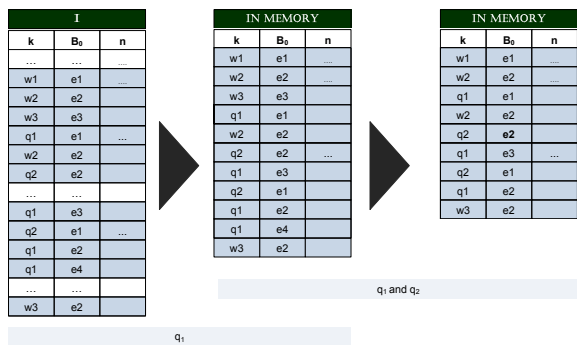 I
k B₀ n
... ... ....
w1 e1 ....
w2 e2
w3 e3
q1 e1 ...
w2 e2
q2 e2
... ...
q1 e3
q2 e1 ...
q1 e2
q1 e4
... ...
w3 e2
q₁
IN MEMORY
k B₀ n
w1 e1 ....
w2 e2 ....
w3 e3
q1 e1
w2 e2
q2 e2 ...
q1 e3
q2 e1
q1 e2
q1 e4
w3 e2
IN MEMORY
k B₀ n
w1 e1 ....
w2 e2 ....
q1 e1
w2 e2
q2 e2
q1 e3 ...
q2 e1
q1 e2
w3 e2
q₁ and q₂